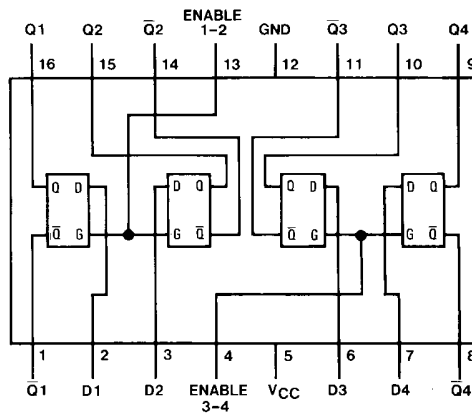 ENABLE
Q1 Q2 Q̅2 1-2 GND Q̅3 Q3 Q4
16 15 14 13 12 11 10 9
Q D D Q Q D D Q
Q̅ G G Q̅ Q̅ G G Q̅
1 2 3 4 5 6 7 8
Q̅1 D1 D2 ENABLE VCC D3 D4 Q̅4
3-4